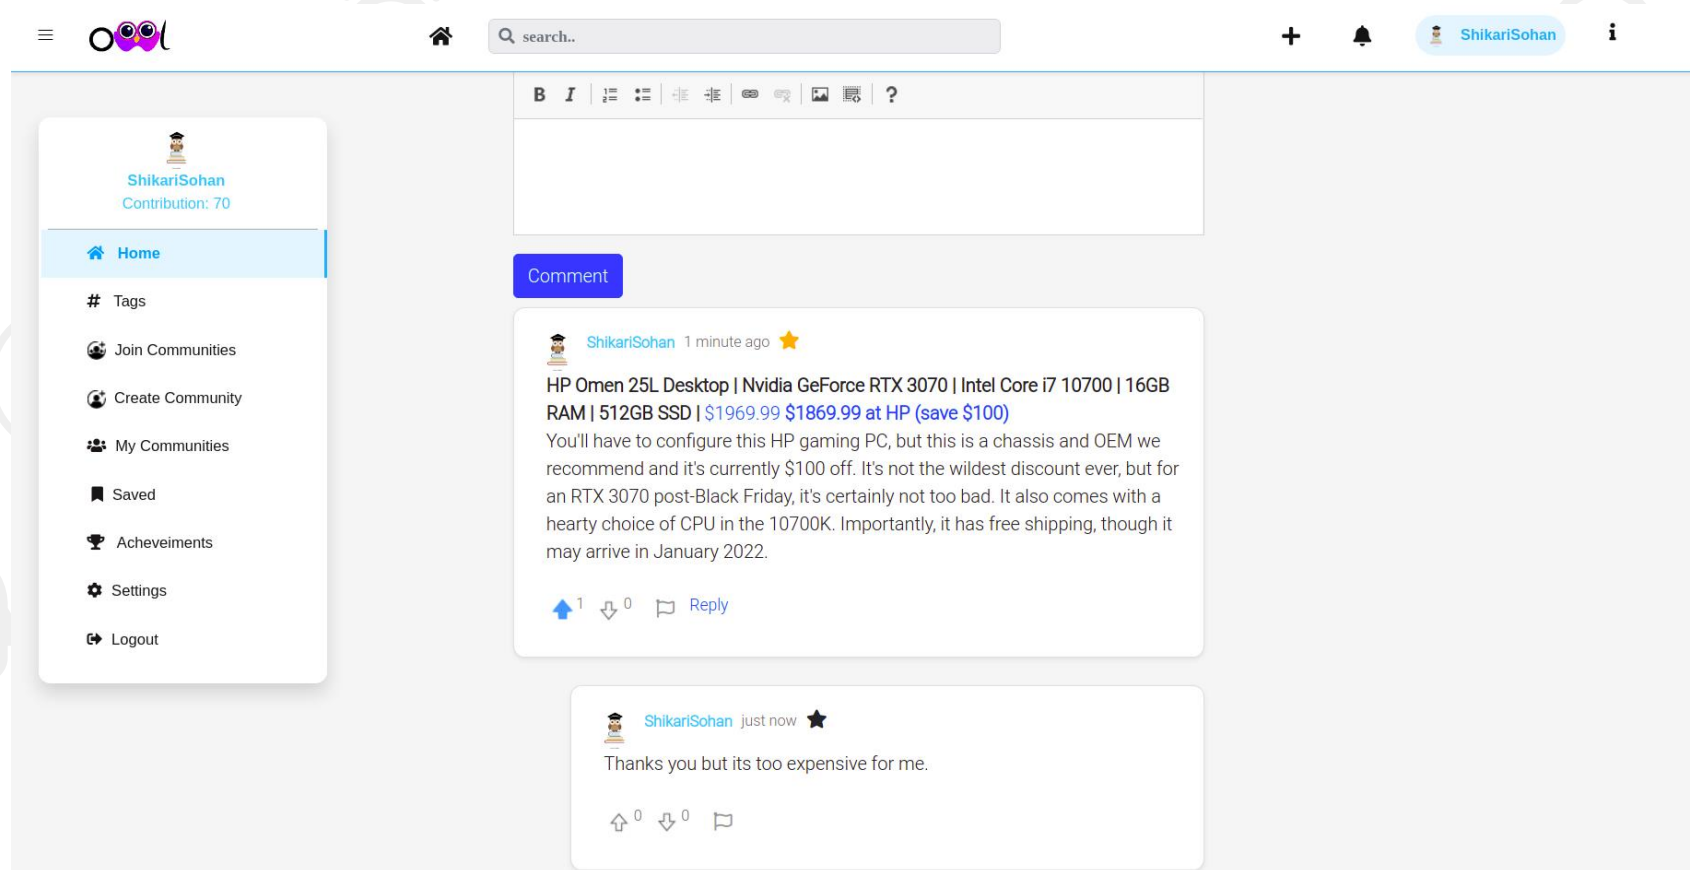 oowl
search..
ShikariSohan
B I ?
ShikariSohan
Contribution: 70
Home
# Tags
Join Communities
Create Community
My Communities
Saved
Acheveiments
Settings
Logout
Comment
ShikariSohan 1 minute ago
HP Omen 25L Desktop | Nvidia GeForce RTX 3070 | Intel Core i7 10700 | 16GB
RAM | 512GB SSD | $1969.99 $1869.99 at HP (save $100)
You'll have to configure this HP gaming PC, but this is a chassis and OEM we
recommend and it's currently $100 off. It's not the wildest discount ever, but for
an RTX 3070 post-Black Friday, it's certainly not too bad. It also comes with a
hearty choice of CPU in the 10700K. Importantly, it has free shipping, though it
may arrive in January 2022.
1 0 Reply
ShikariSohan just now
Thanks you but its too expensive for me.
0 0